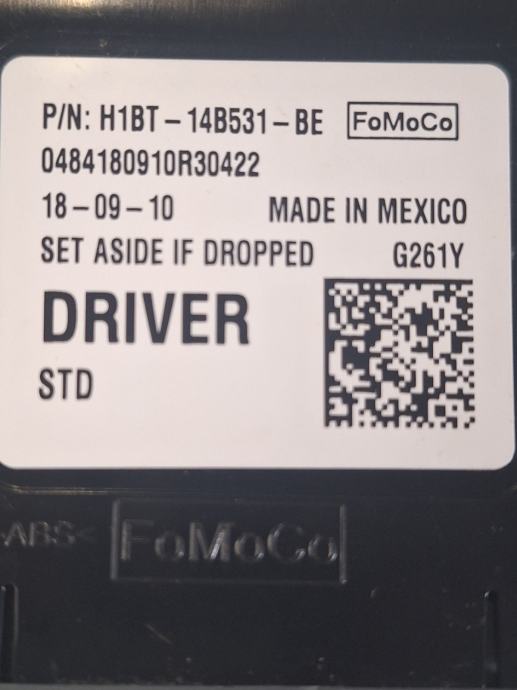 P/N: H1BT-14B531-BE FoMoCo
0484180910R30422
18-09-10 MADE IN MEXICO
SET ASIDE IF DROPPED G261Y
DRIVER
STD
>ABS< FoMoCo